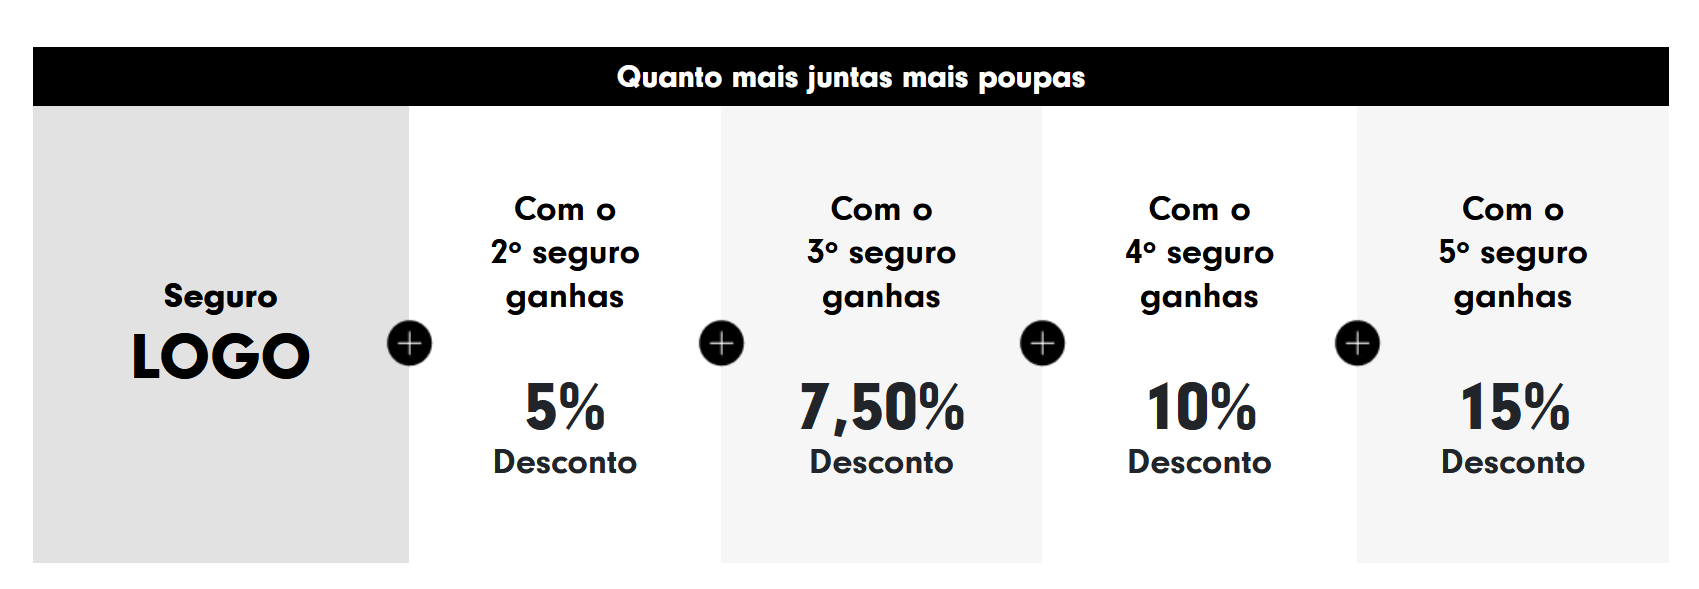 Quanto mais juntas mais poupas
Seguro
LOGO
Com o
2º seguro
ganhas
5%
Desconto
Com o
3º seguro
ganhas
7,50%
Desconto
Com o
4º seguro
ganhas
10%
Desconto
Com o
5º seguro
ganhas
15%
Desconto